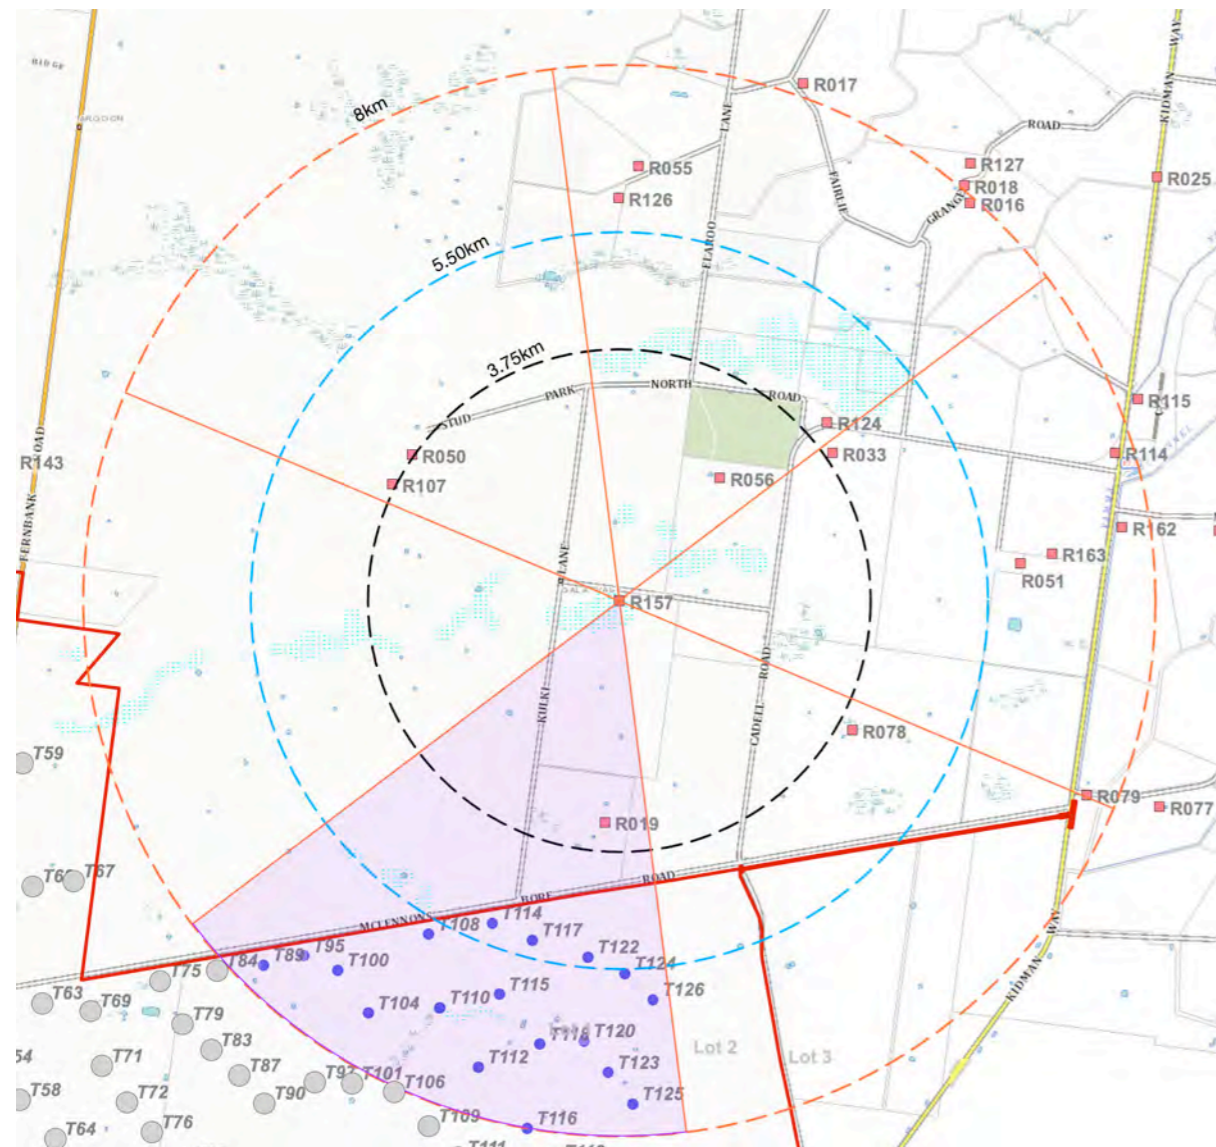 8km
R017
ROAD
KIDMAN
WAY
LANE
R055
R127
R018
R025
R126
R016
FAIRLIE
GRANGE
ELAROO
5.50km
3.75km
PARK
NORTH
ROAD
STUD
R115
R124
R050
R033
R114
R143
ROAD
R107
R056
FERNBANK
R162
LANE
R163
R051
R157
ROAD
KULKI
CADELL
R078
T59
R079
R077
R019
T67
ROAD
BORE
MCLENNONS
T114
T108
T117
T95
T89
T84
T100
T122
T124
T75
T63
T69
T104
T110
T115
T126
WAY
KIDMAN
T79
T83
T118
T120
Lot 2
Lot 3
54
T71
T87
T112
T123
T58
T72
T90
T97
T101
T106
T125
T64
T76
T109
T116
T111